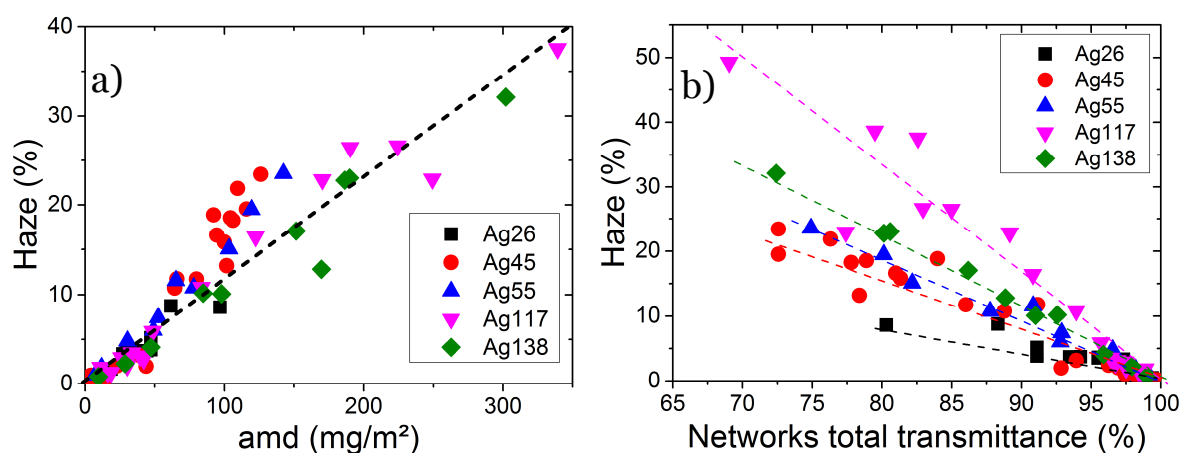 a)
Haze (%)
40
30
20
10
0
0 100 200 300
amd (mg/m²)
Ag26
Ag45
Ag55
Ag117
Ag138
b)
Haze (%)
50
40
30
20
10
0
65 70 75 80 85 90 95 100
Networks total transmittance (%)
Ag26
Ag45
Ag55
Ag117
Ag138